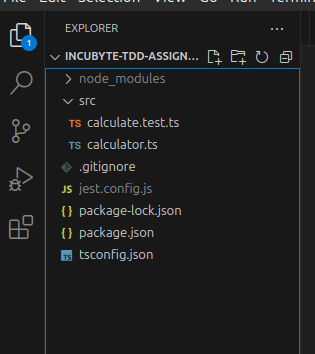 File Edit Selection View Go Run Termin
EXPLORER
1
INCUBYTE-TDD-ASSIGN...
node_modules
src
TS calculate.test.ts
TS calculator.ts
.gitignore
JS jest.config.js
{ } package-lock.json
{ } package.json
TS tsconfig.json